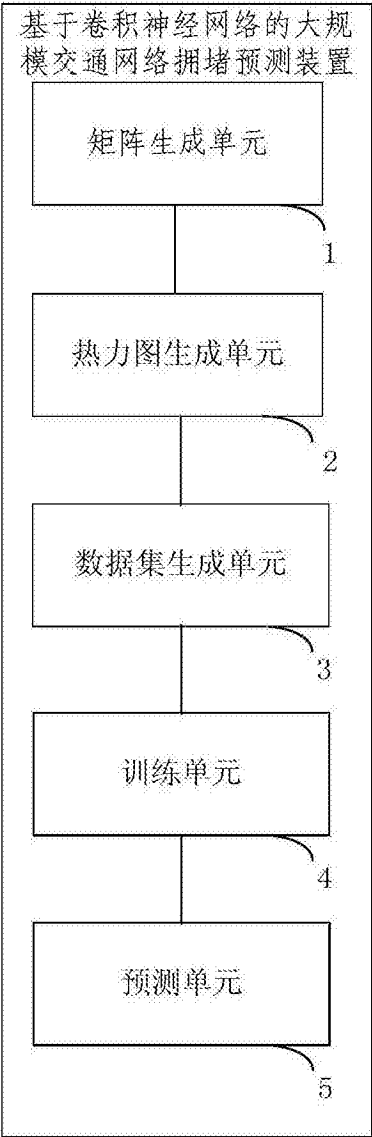 基于卷积神经网络的大规
模交通网络拥堵预测装置
矩阵生成单元
1
热力图生成单元
2
数据集生成单元
3
训练单元
4
预测单元
5